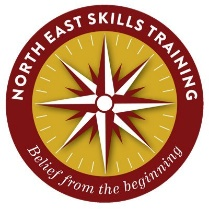 NORTH EAST SKILLS TRAINING
Belief from the beginning